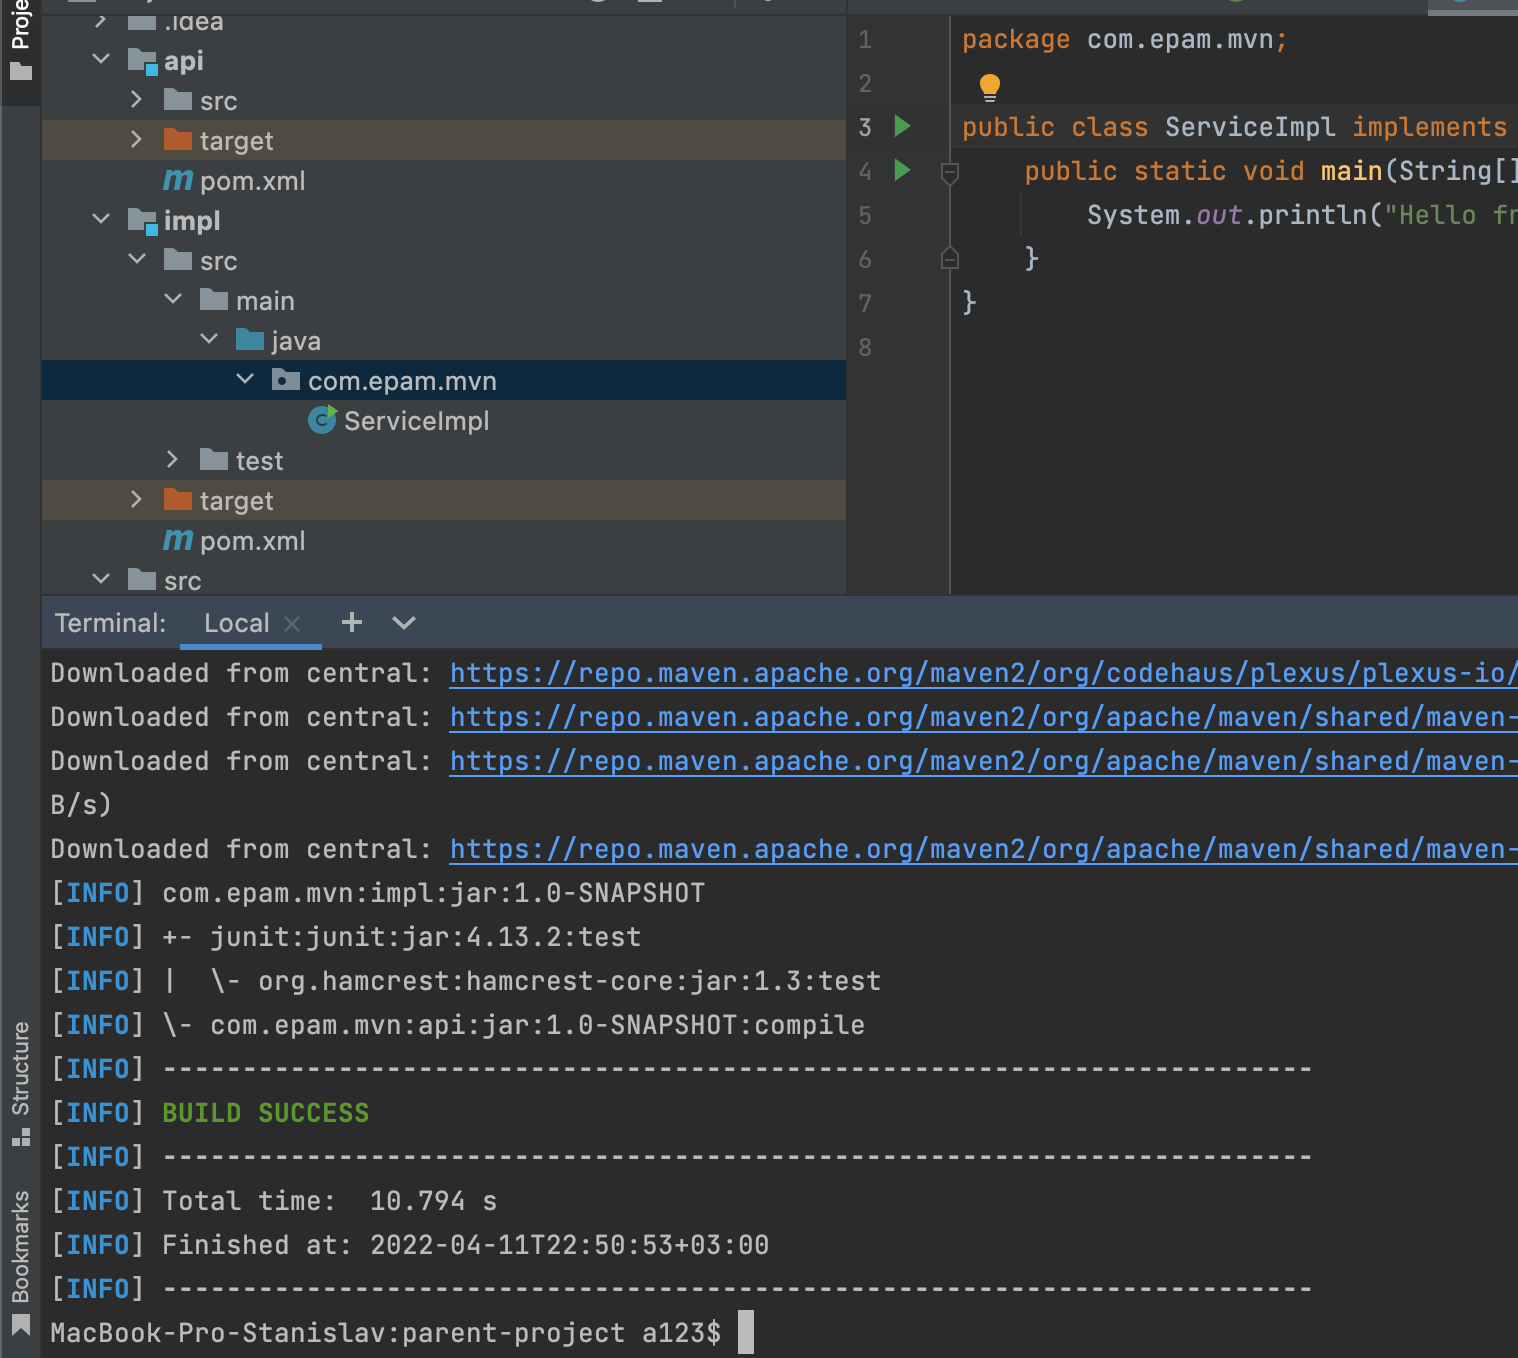 Proje
.idea
api
src
target
pom.xml
impl
src
main
java
com.epam.mvn
ServiceImpl
test
target
pom.xml
src
1 package com.epam.mvn;
2
3 public class ServiceImpl implements
4 public static void main(String[]
5 System.out.println("Hello fr
6 }
7 }
8
Terminal: Local
Downloaded from central: https://repo.maven.apache.org/maven2/org/codehaus/plexus/plexus-io/
Downloaded from central: https://repo.maven.apache.org/maven2/org/apache/maven/shared/maven-
Downloaded from central: https://repo.maven.apache.org/maven2/org/apache/maven/shared/maven-
B/s)
Downloaded from central: https://repo.maven.apache.org/maven2/org/apache/maven/shared/maven-
[INFO] com.epam.mvn:impl:jar:1.0-SNAPSHOT
[INFO] +- junit:junit:jar:4.13.2:test
[INFO] |  \- org.hamcrest:hamcrest-core:jar:1.3:test
[INFO] \- com.epam.mvn:api:jar:1.0-SNAPSHOT:compile
[INFO] ------------------------------------------------------------------------
[INFO] BUILD SUCCESS
[INFO] ------------------------------------------------------------------------
[INFO] Total time:  10.794 s
[INFO] Finished at: 2022-04-11T22:50:53+03:00
[INFO] ------------------------------------------------------------------------
MacBook-Pro-Stanislav:parent-project a123$
Structure
Bookmarks